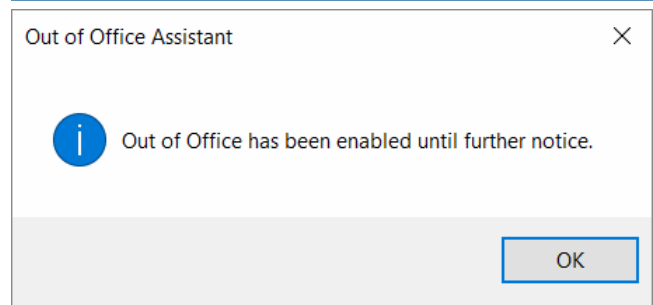 Out of Office Assistant
Out of Office has been enabled until further notice.
OK